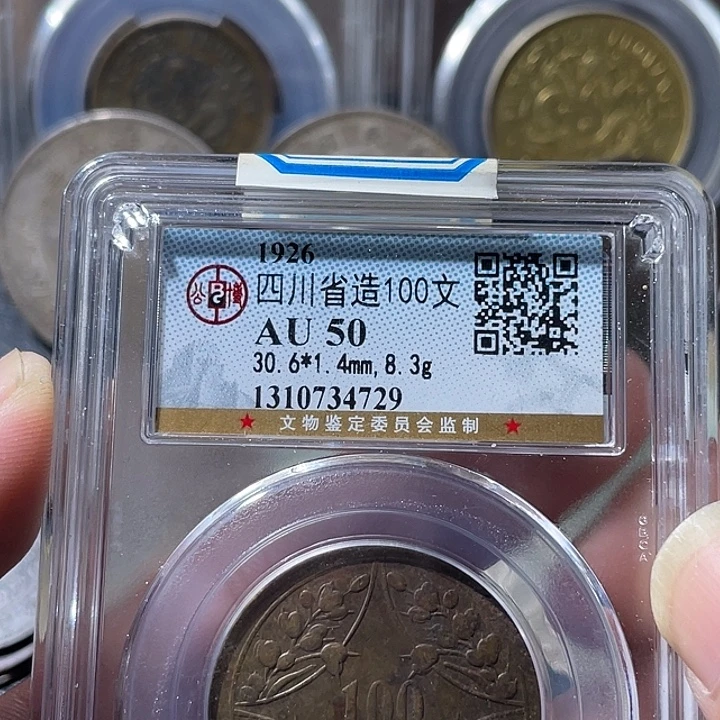 1926
四川省造100文
AU 50
30.6*1.4mm,8.3g
1310734729
文物鉴定委员会监制
GBCA
100